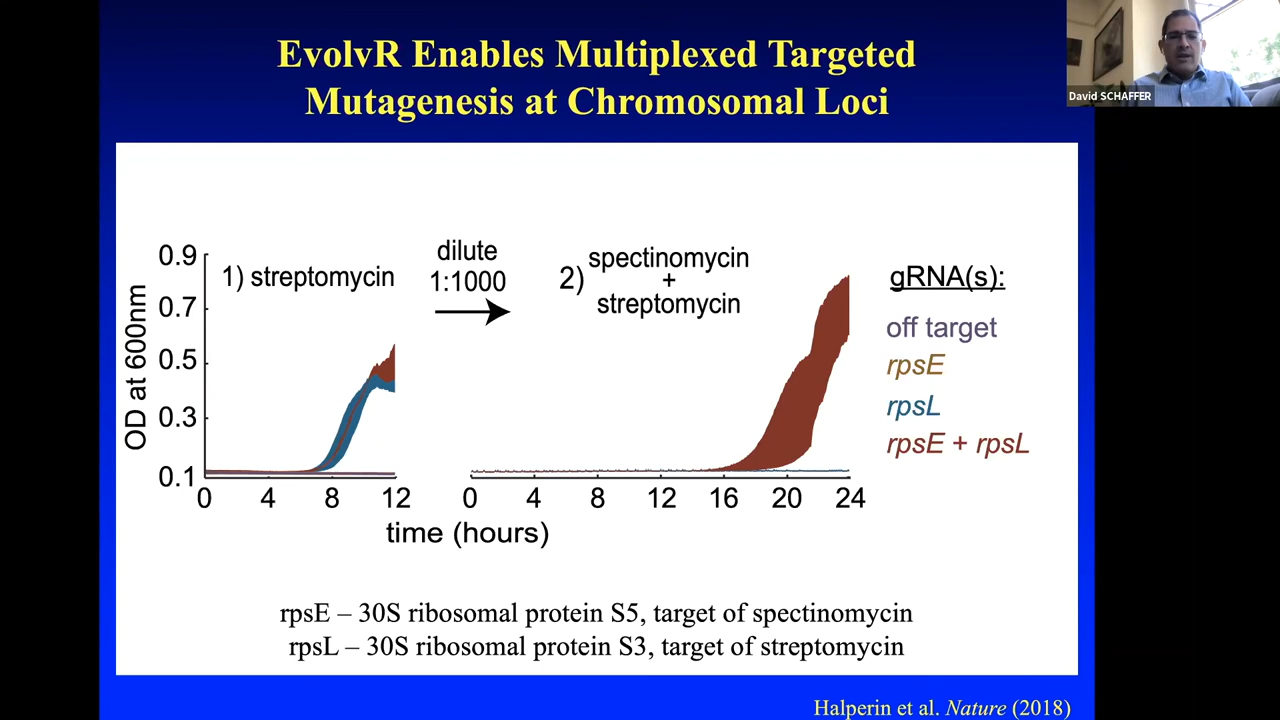 EvolvR Enables Multiplexed Targeted
Mutagenesis at Chromosomal Loci
David SCHAFFER
OD at 600nm
0.9
0.7
0.5
0.3
0.1
1) streptomycin
dilute
1:1000
2) spectinomycin
+
streptomycin
gRNA(s):
off target
rpsE
rpsL
rpsE + rpsL
0 4 8 12
0 4 8 12 16 20 24
time (hours)
rpsE – 30S ribosomal protein S5, target of spectinomycin
rpsL – 30S ribosomal protein S3, target of streptomycin
Halperin et al. Nature (2018)